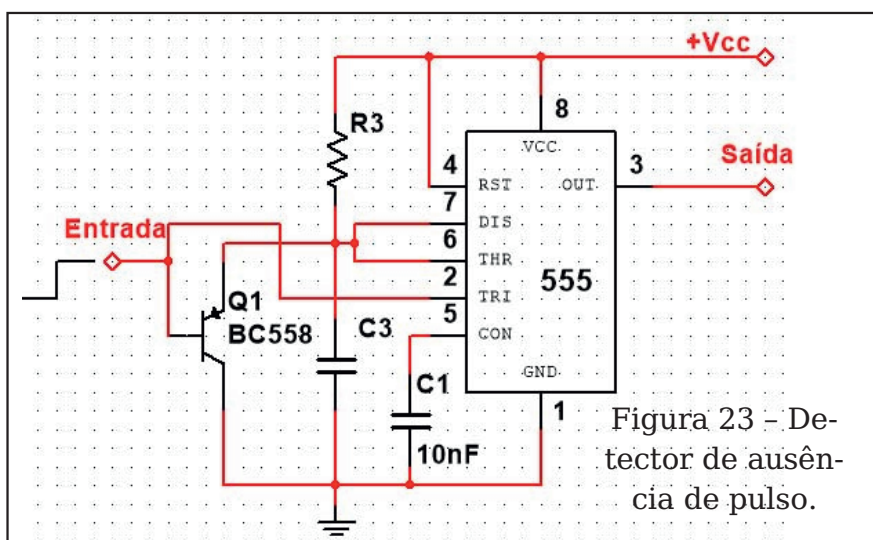 +Vcc
8
R3
VCC
4
3
Saída
RST
OUT
7
DIS
Entrada
6
THR
2
555
TRI
Q1
5
BC558
C3
CON
C1
GND
1
10nF
Figura 23 – De-
tector de ausên-
cia de pulso.